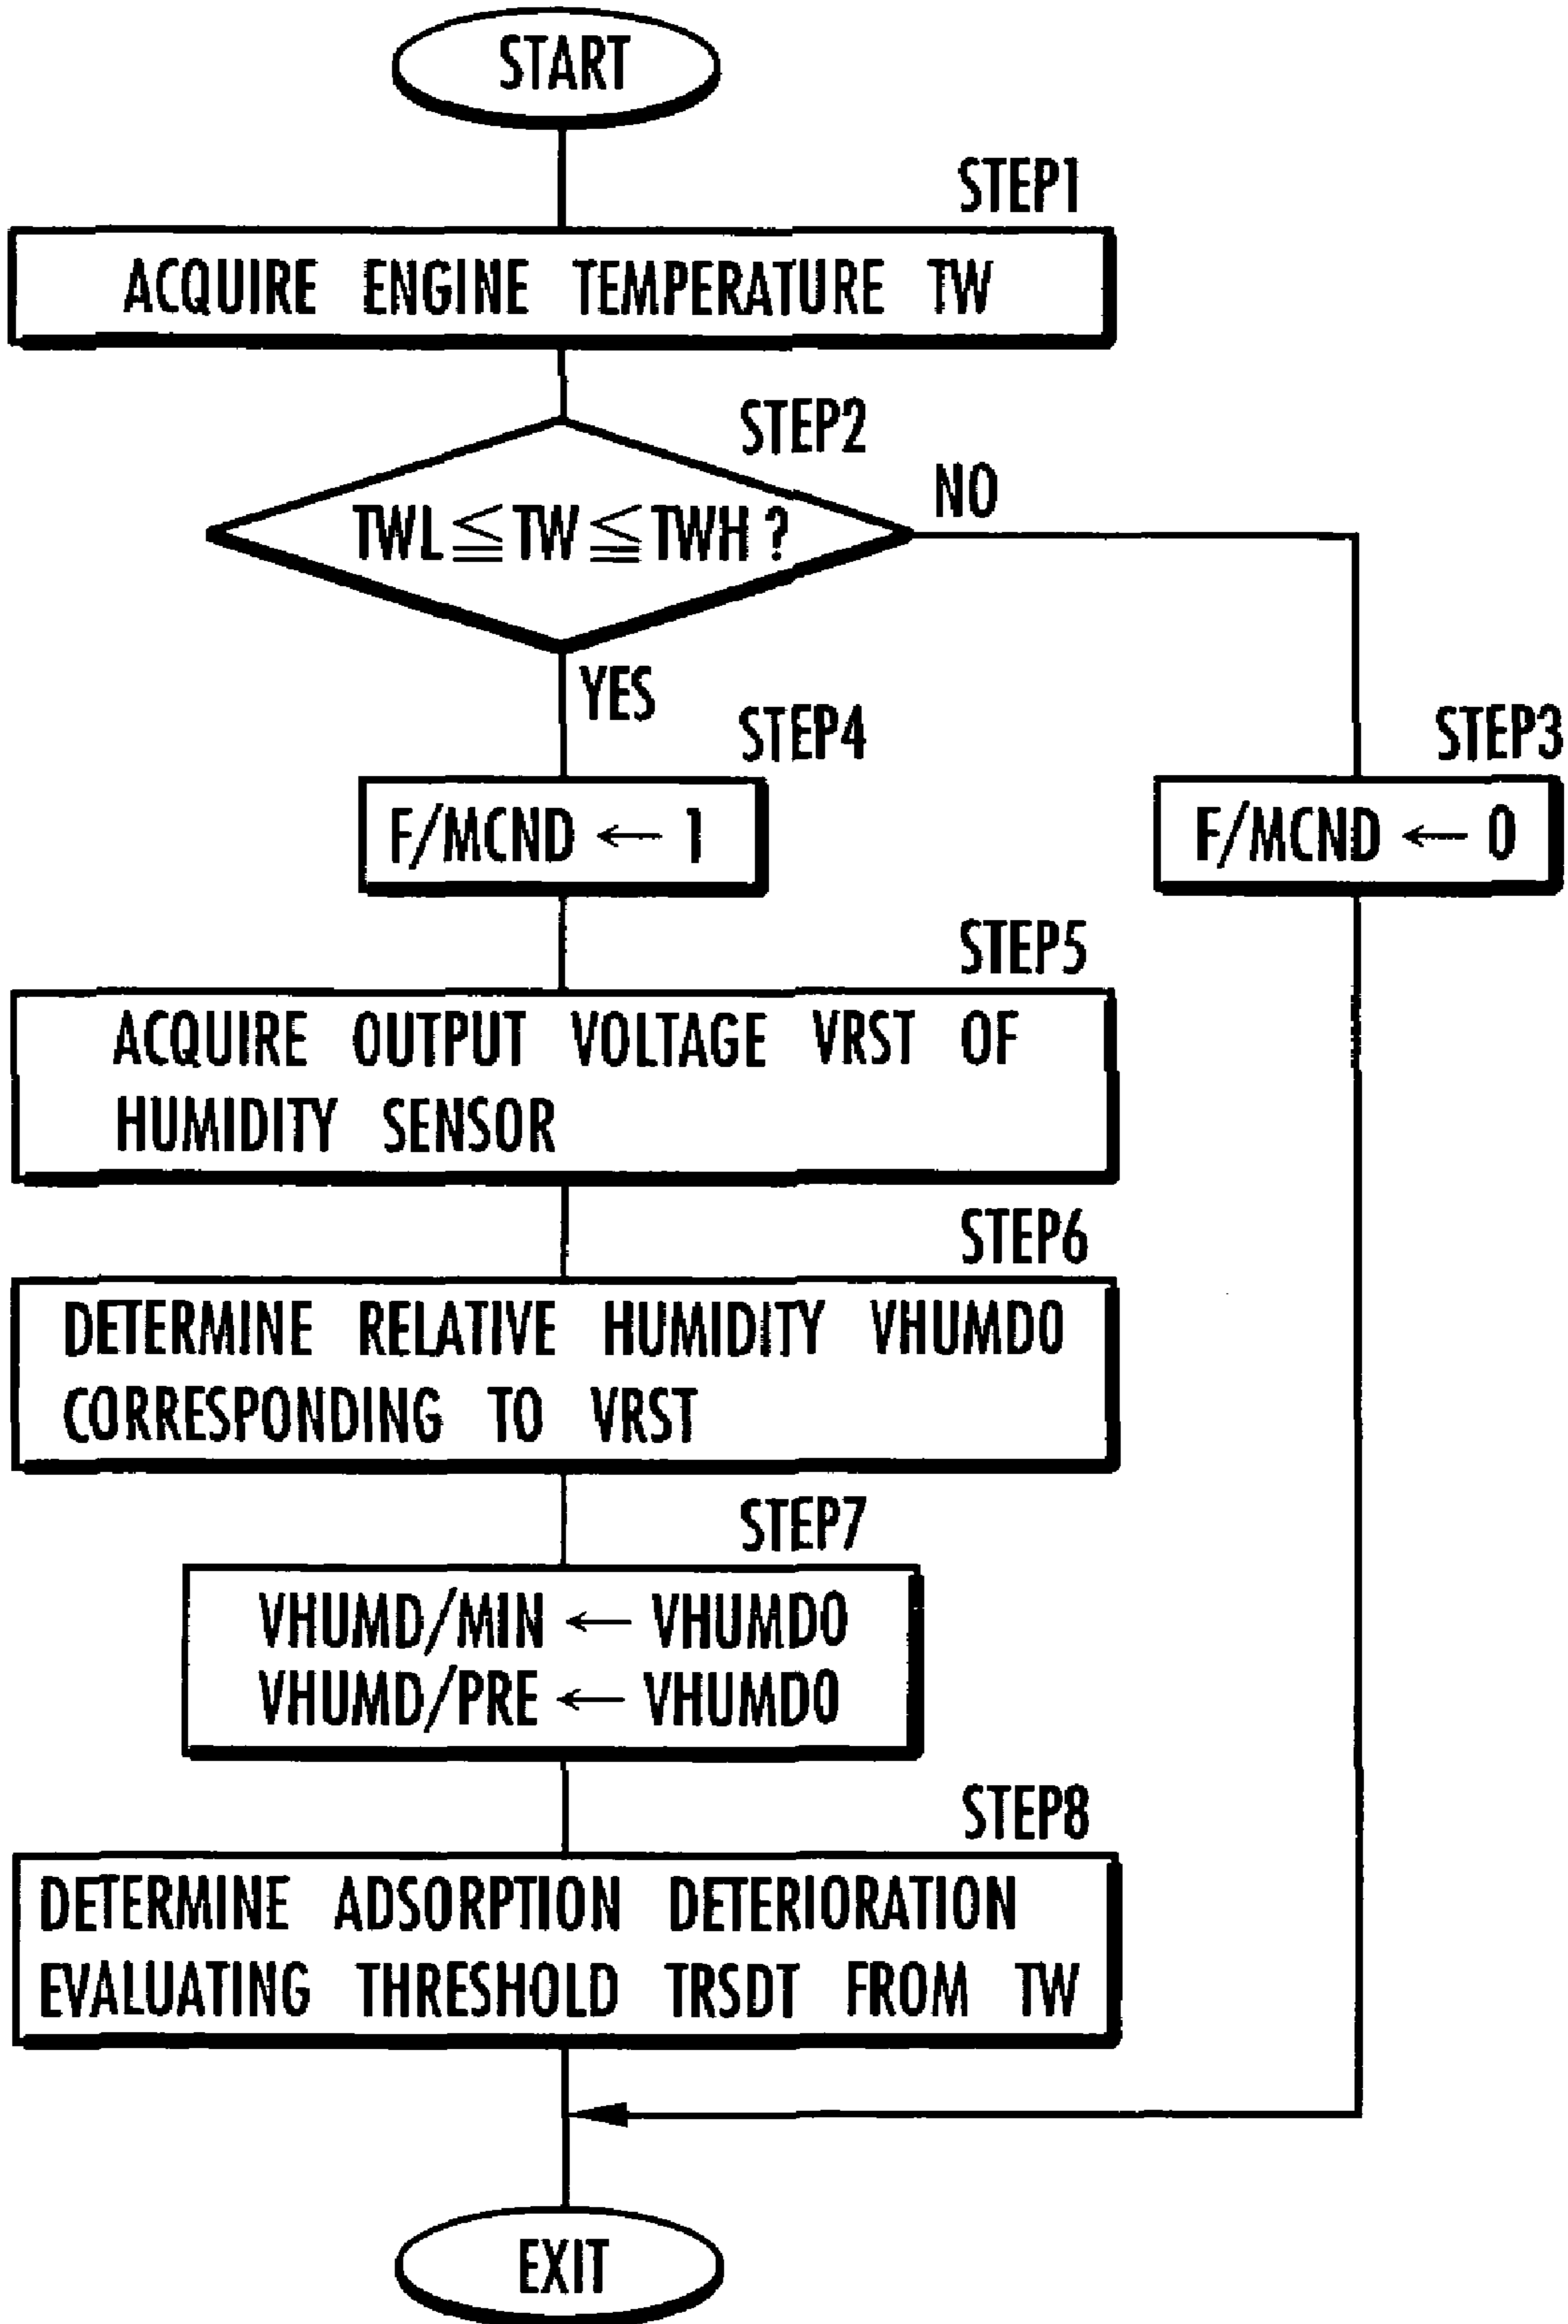 START
STEP1
ACQUIRE ENGINE TEMPERATURE TW
STEP2
TWL≦TW≦TWH?
NO
YES
STEP4
F/MCND ← 1
STEP3
F/MCND ← 0
STEP5
ACQUIRE OUTPUT VOLTAGE VRST OF
HUMIDITY SENSOR
STEP6
DETERMINE RELATIVE HUMIDITY VHUMD0
CORRESPONDING TO VRST
STEP7
VHUMD/MIN ← VHUMD0
VHUMD/PRE ← VHUMD0
STEP8
DETERMINE ADSORPTION DETERIORATION
EVALUATING THRESHOLD TRSDT FROM TW
EXIT